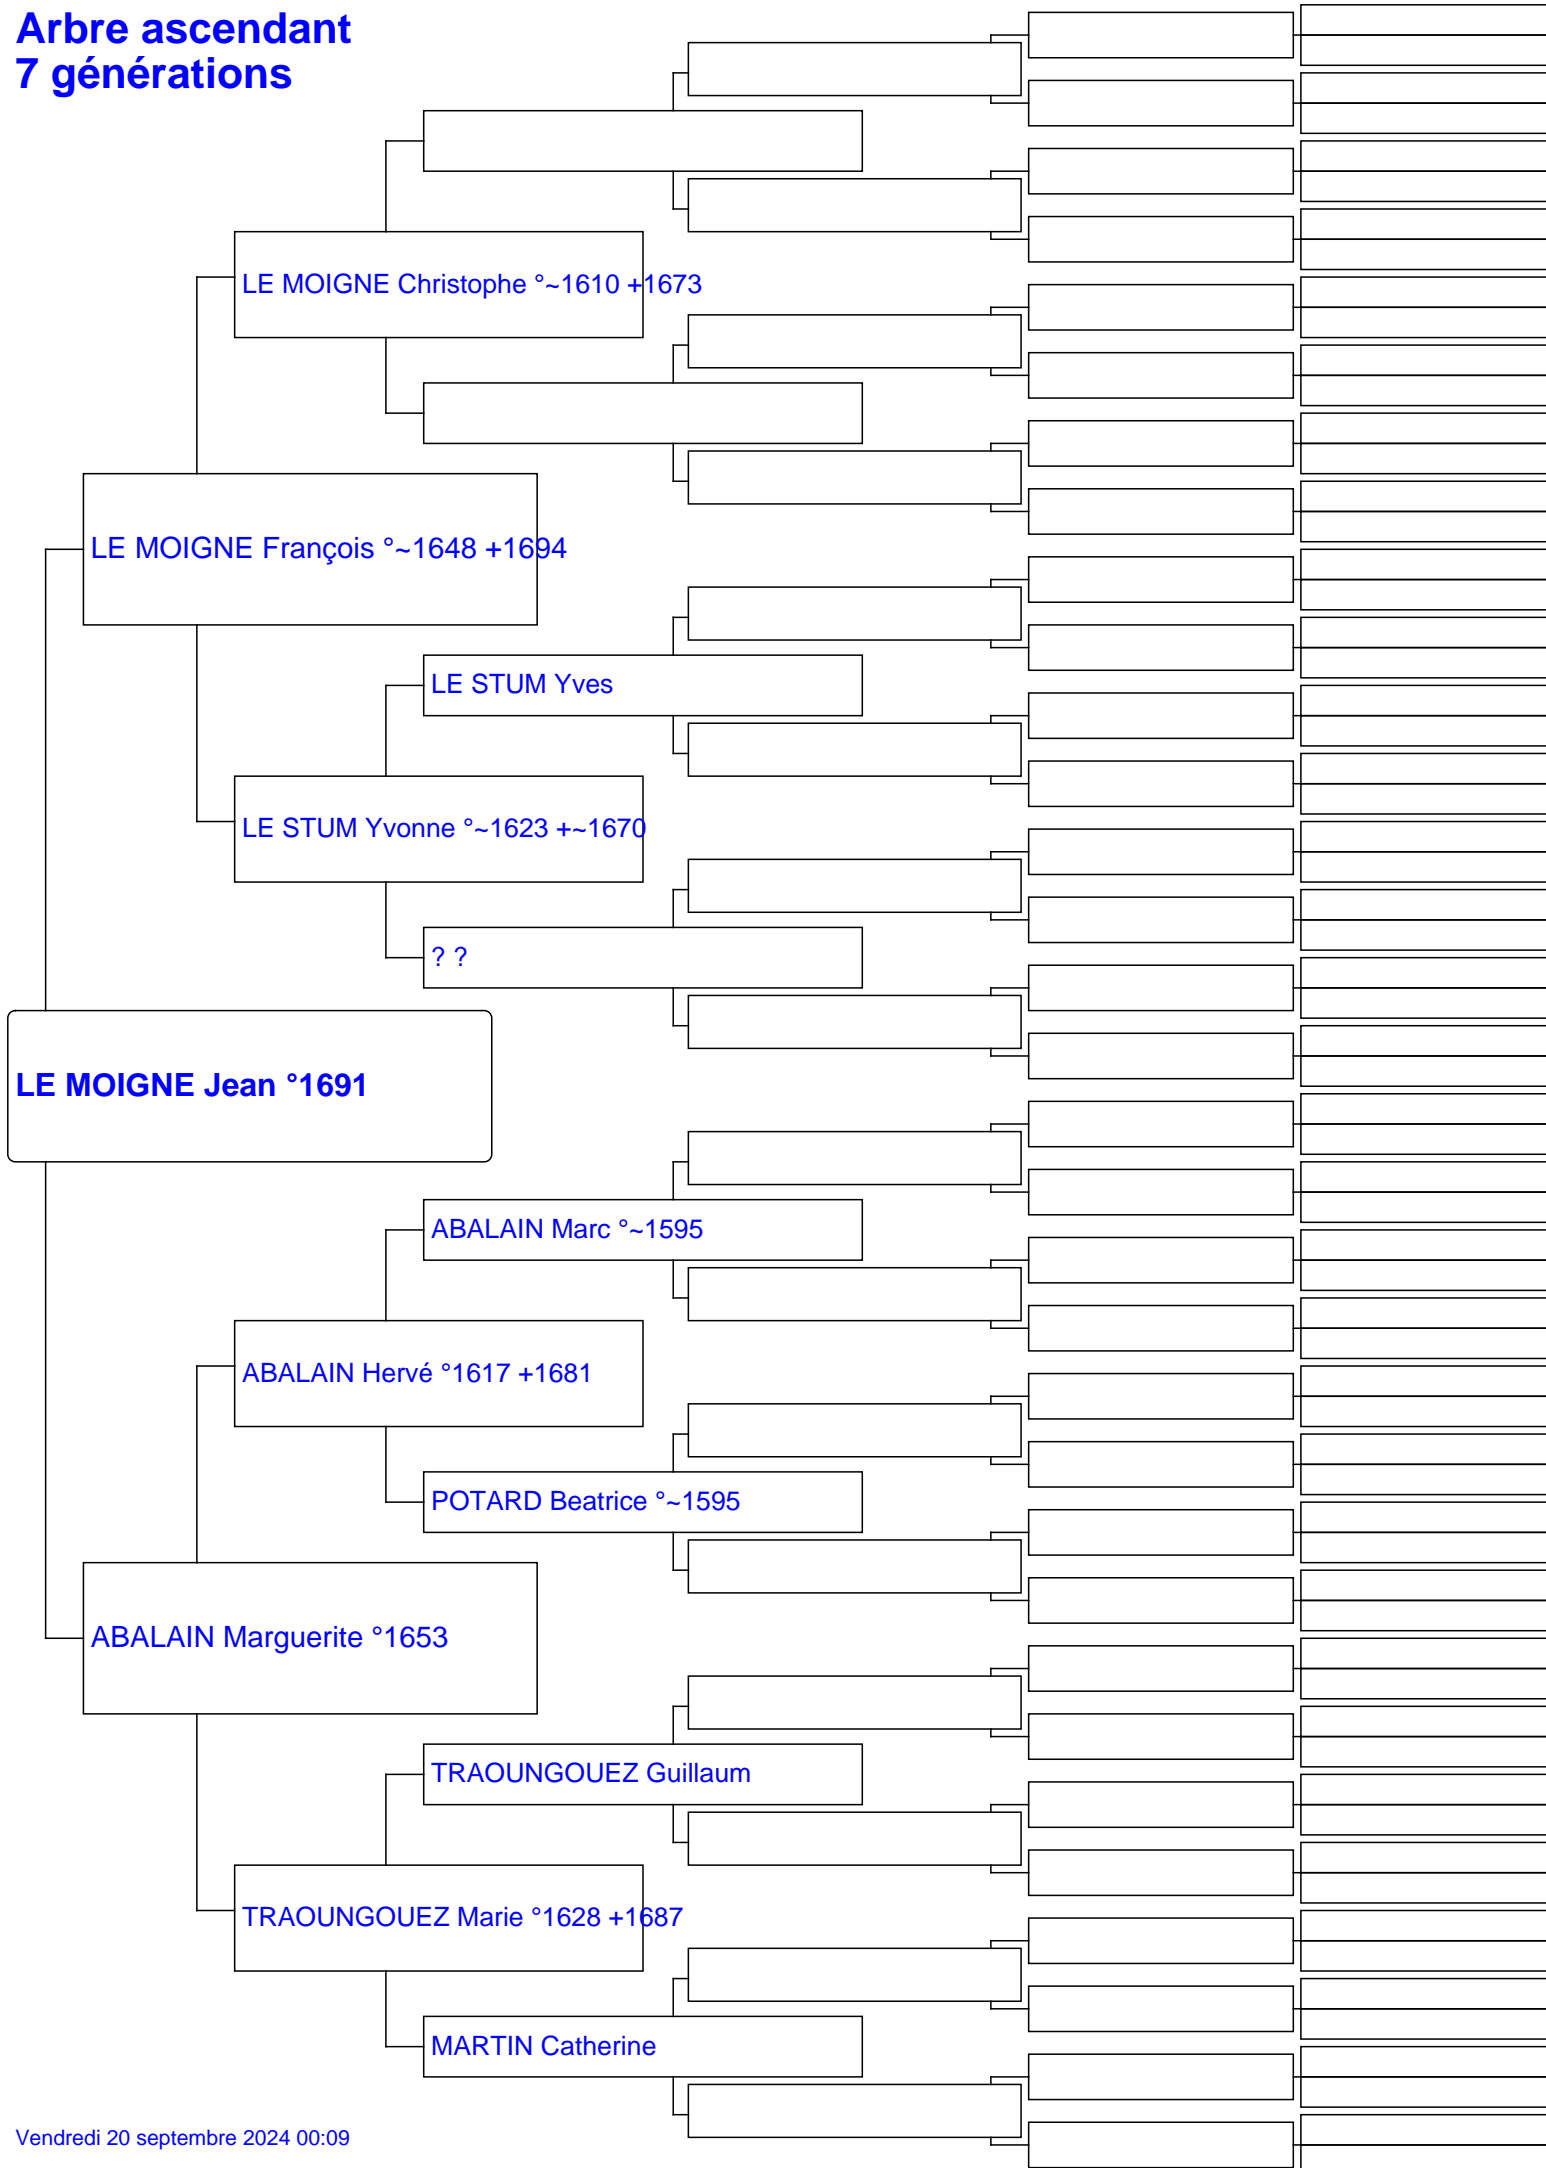 Arbre ascendant
7 générations
LE MOIGNE Christophe °~1610 +1673
LE MOIGNE François °~1648 +1694
LE STUM Yves
LE STUM Yvonne °~1623 +~1670
? ?
LE MOIGNE Jean °1691
ABALAIN Marc °~1595
ABALAIN Hervé °1617 +1681
POTARD Beatrice °~1595
ABALAIN Marguerite °1653
TRAOUNGOUEZ Guillaum
TRAOUNGOUEZ Marie °1628 +1687
MARTIN Catherine
Vendredi 20 septembre 2024 00:09